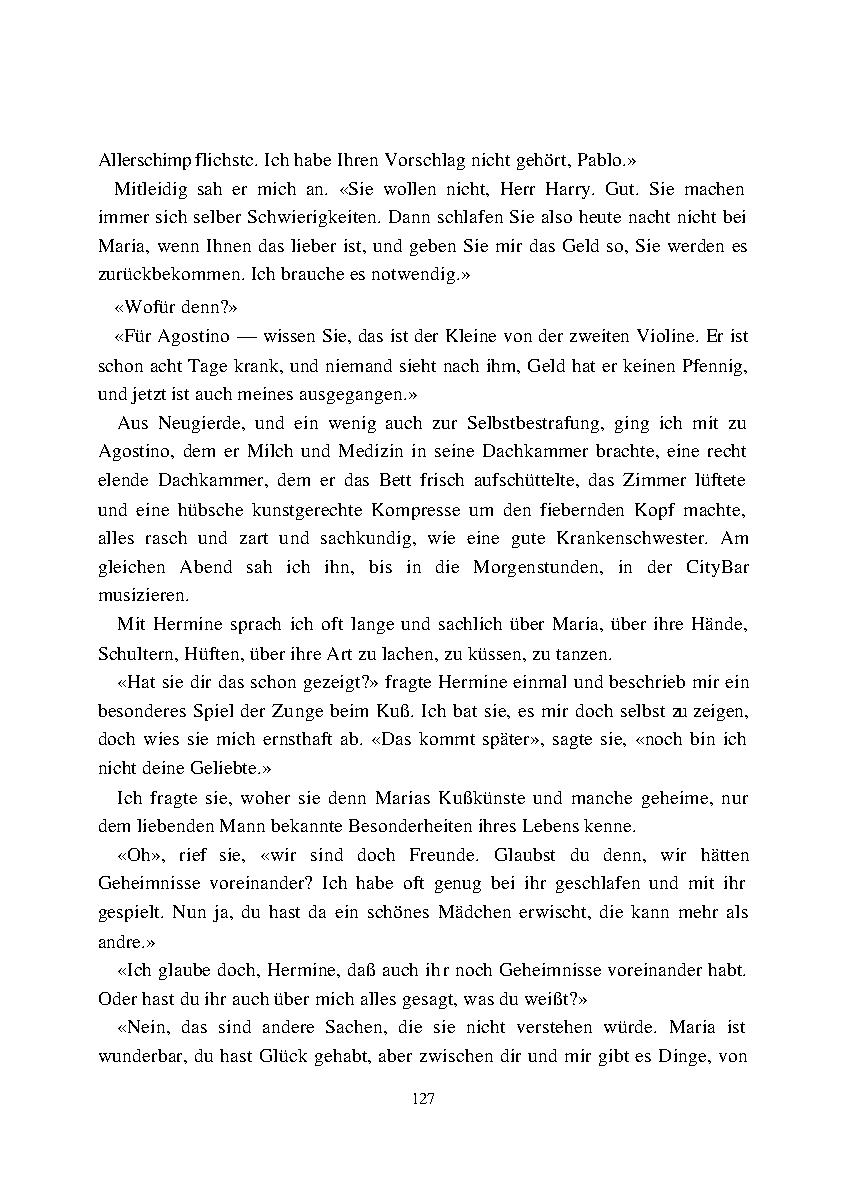 Allerschimpflichstc. Ich habe Ihren Vorschlag nicht gehört, Pablo.»
Mitleidig sah er mich an. «Sie wollen nicht, Herr Harry. Gut. Sie machen
immer sich selber Schwierigkeiten. Dann schlafen Sie also heute nacht nicht bei
Maria, wenn Ihnen das lieber ist, und geben Sie mir das Geld so, Sie werden es
zurückbekommen. Ich brauche es notwendig.»
«Wofür denn?»
«Für Agostino — wissen Sie, das ist der Kleine von der zweiten Violine. Er ist
schon acht Tage krank, und niemand sieht nach ihm, Geld hat er keinen Pfennig,
und jetzt ist auch meines ausgegangen.»
Aus Neugierde, und ein wenig auch zur Selbstbestrafung, ging ich mit zu
Agostino, dem er Milch und Medizin in seine Dachkammer brachte, eine recht
elende Dachkammer, dem er das Bett frisch aufschüttelte, das Zimmer lüftete
und eine hübsche kunstgerechte Kompresse um den fiebernden Kopf machte,
alles rasch und zart und sachkundig, wie eine gute Krankenschwester. Am
gleichen Abend sah ich ihn, bis in die Morgenstunden, in der CityBar
musizieren.
Mit Hermine sprach ich oft lange und sachlich über Maria, über ihre Hände,
Schultern, Hüften, über ihre Art zu lachen, zu küssen, zu tanzen.
«Hat sie dir das schon gezeigt?» fragte Hermine einmal und beschrieb mir ein
besonderes Spiel der Zunge beim Kuß. Ich bat sie, es mir doch selbst zu zeigen,
doch wies sie mich ernsthaft ab. «Das kommt später», sagte sie, «noch bin ich
nicht deine Geliebte.»
Ich fragte sie, woher sie denn Marias Kußkünste und manche geheime, nur
dem liebenden Mann bekannte Besonderheiten ihres Lebens kenne.
«Oh», rief sie, «wir sind doch Freunde. Glaubst du denn, wir hätten
Geheimnisse voreinander? Ich habe oft genug bei ihr geschlafen und mit ihr
gespielt. Nun ja, du hast da ein schönes Mädchen erwischt, die kann mehr als
andre.»
«Ich glaube doch, Hermine, daß auch ihr noch Geheimnisse voreinander habt.
Oder hast du ihr auch über mich alles gesagt, was du weißt?»
«Nein, das sind andere Sachen, die sie nicht verstehen würde. Maria ist
wunderbar, du hast Glück gehabt, aber zwischen dir und mir gibt es Dinge, von
127